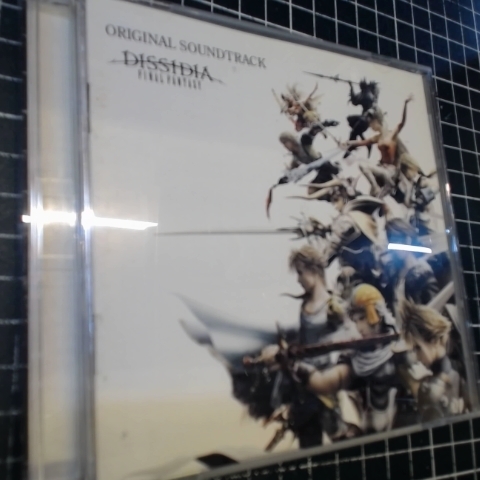 ORIGINAL SOUNDTRACK
DISSIDIA
FINAL FANTASY